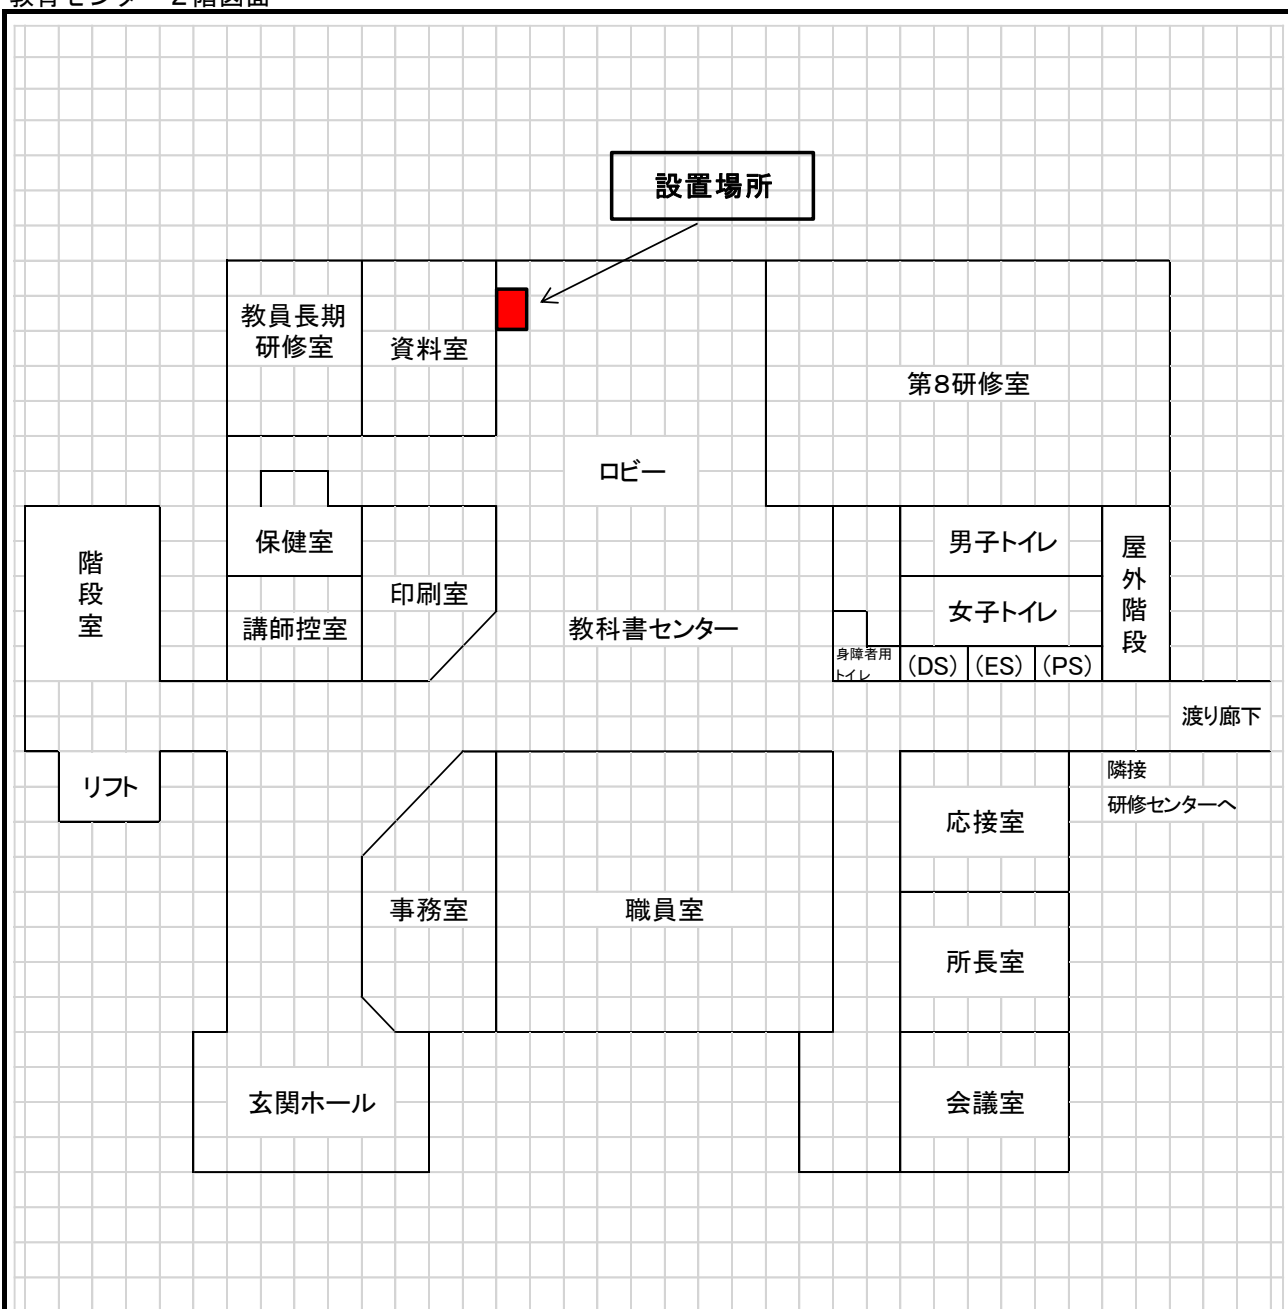 教育センター２階図面
設置場所
教員長期
研修室
資料室
第8研修室
ロビー
保健室
男子トイレ
屋外階段
階段室
印刷室
女子トイレ
講師控室
教科書センター
身障者用
トイレ
(DS)
(ES)
(PS)
渡り廊下
リフト
隣接
研修センターへ
応接室
事務室
職員室
所長室
玄関ホール
会議室